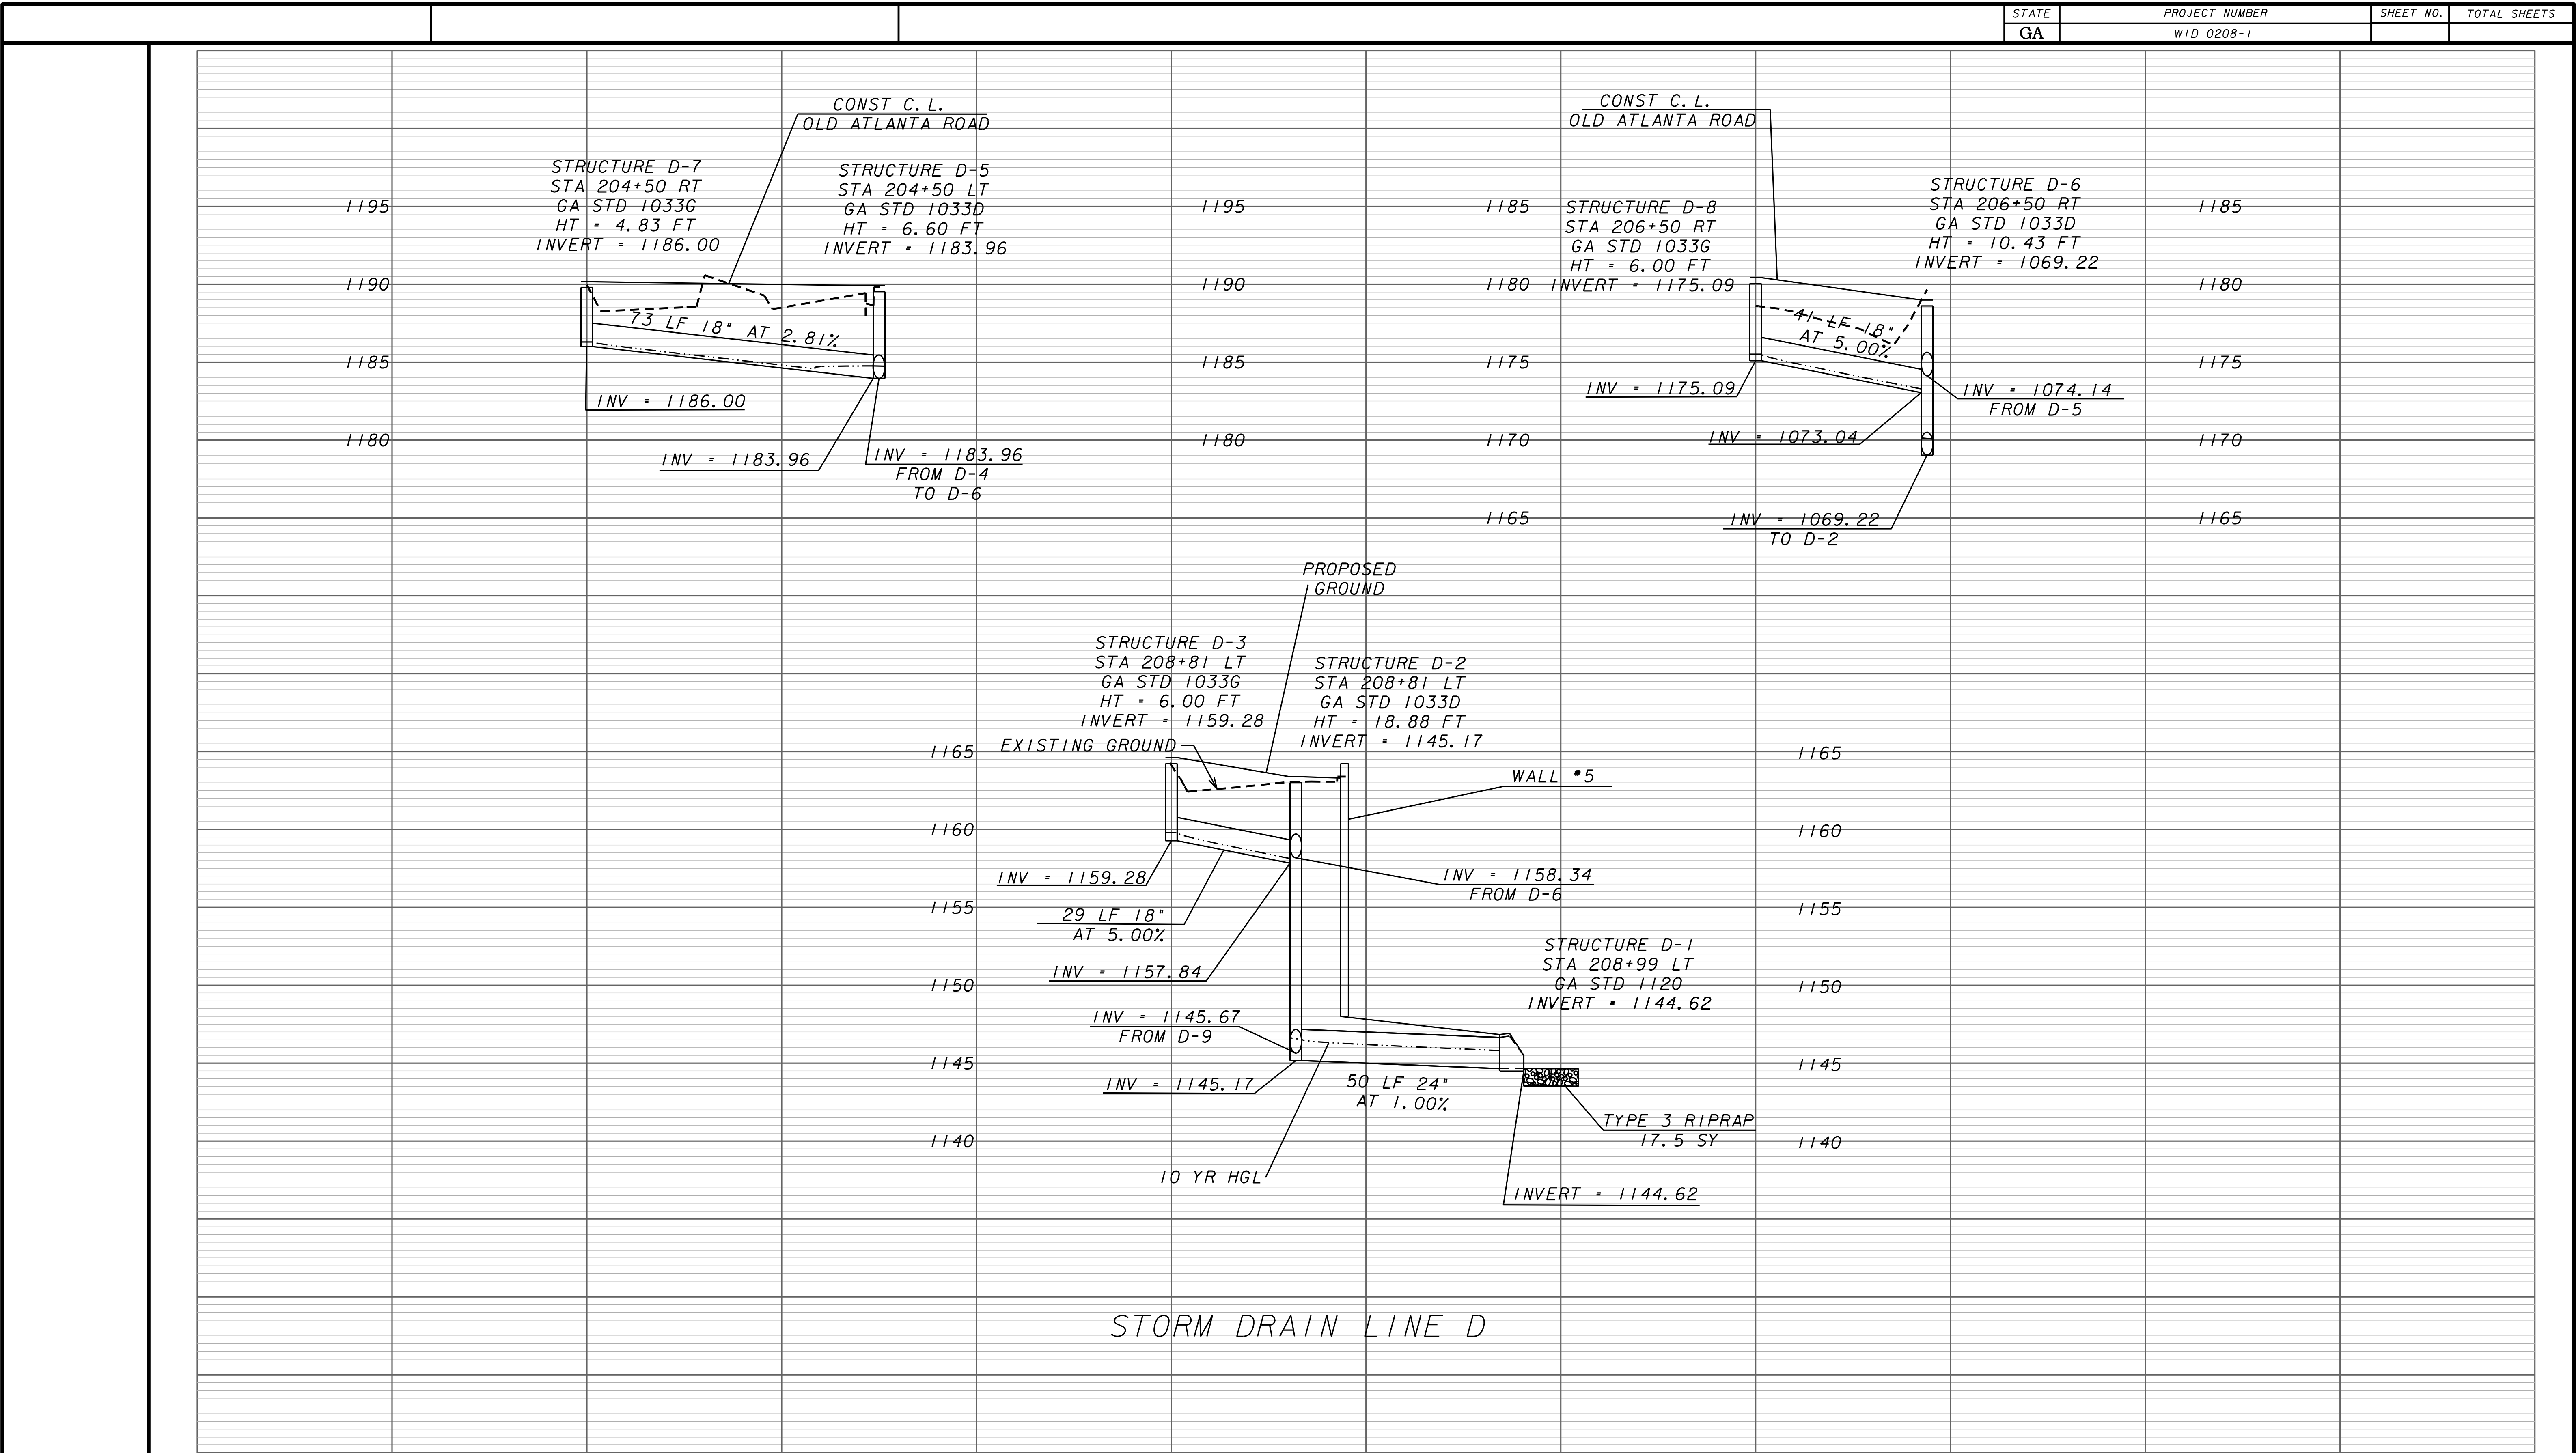 STATE
PROJECT NUMBER
SHEET NO.
TOTAL SHEETS
GA
WID 0208-1
CONST C.L.
OLD ATLANTA ROAD
STRUCTURE D-7
STA 204+50 RT
GA STD 1033G
HT = 4.83 FT
INVERT = 1186.00
STRUCTURE D-5
STA 204+50 LT
GA STD 1033D
HT = 6.60 FT
INVERT = 1183.96
1195
1190
1185
1180
1195
1190
1185
1180
73 LF 18" AT 2.81%
INV = 1186.00
INV = 1183.96
INV = 1183.96
FROM D-4
TO D-6
CONST C.L.
OLD ATLANTA ROAD
STRUCTURE D-8
STA 206+50 RT
GA STD 1033G
HT = 6.00 FT
INVERT = 1175.09
STRUCTURE D-6
STA 206+50 RT
GA STD 1033D
HT = 10.43 FT
INVERT = 1069.22
1185
1180
1175
1170
1165
1185
1180
1175
1170
1165
41 LF 18"
AT 5.00%
INV = 1175.09
INV = 1074.14
FROM D-5
INV = 1073.04
INV = 1069.22
TO D-2
PROPOSED
GROUND
STRUCTURE D-3
STA 208+81 LT
GA STD 1033G
HT = 6.00 FT
INVERT = 1159.28
STRUCTURE D-2
STA 208+81 LT
GA STD 1033D
HT = 18.88 FT
INVERT = 1145.17
EXISTING GROUND
WALL #5
1165
1160
1155
1150
1145
1140
1165
1160
1155
1150
1145
1140
INV = 1159.28
29 LF 18"
AT 5.00%
INV = 1157.84
INV = 1158.34
FROM D-6
STRUCTURE D-1
STA 208+99 LT
GA STD 1120
INVERT = 1144.62
INV = 1145.67
FROM D-9
INV = 1145.17
50 LF 24"
AT 1.00%
TYPE 3 RIPRAP
17.5 SY
10 YR HGL
INVERT = 1144.62
STORM DRAIN LINE D